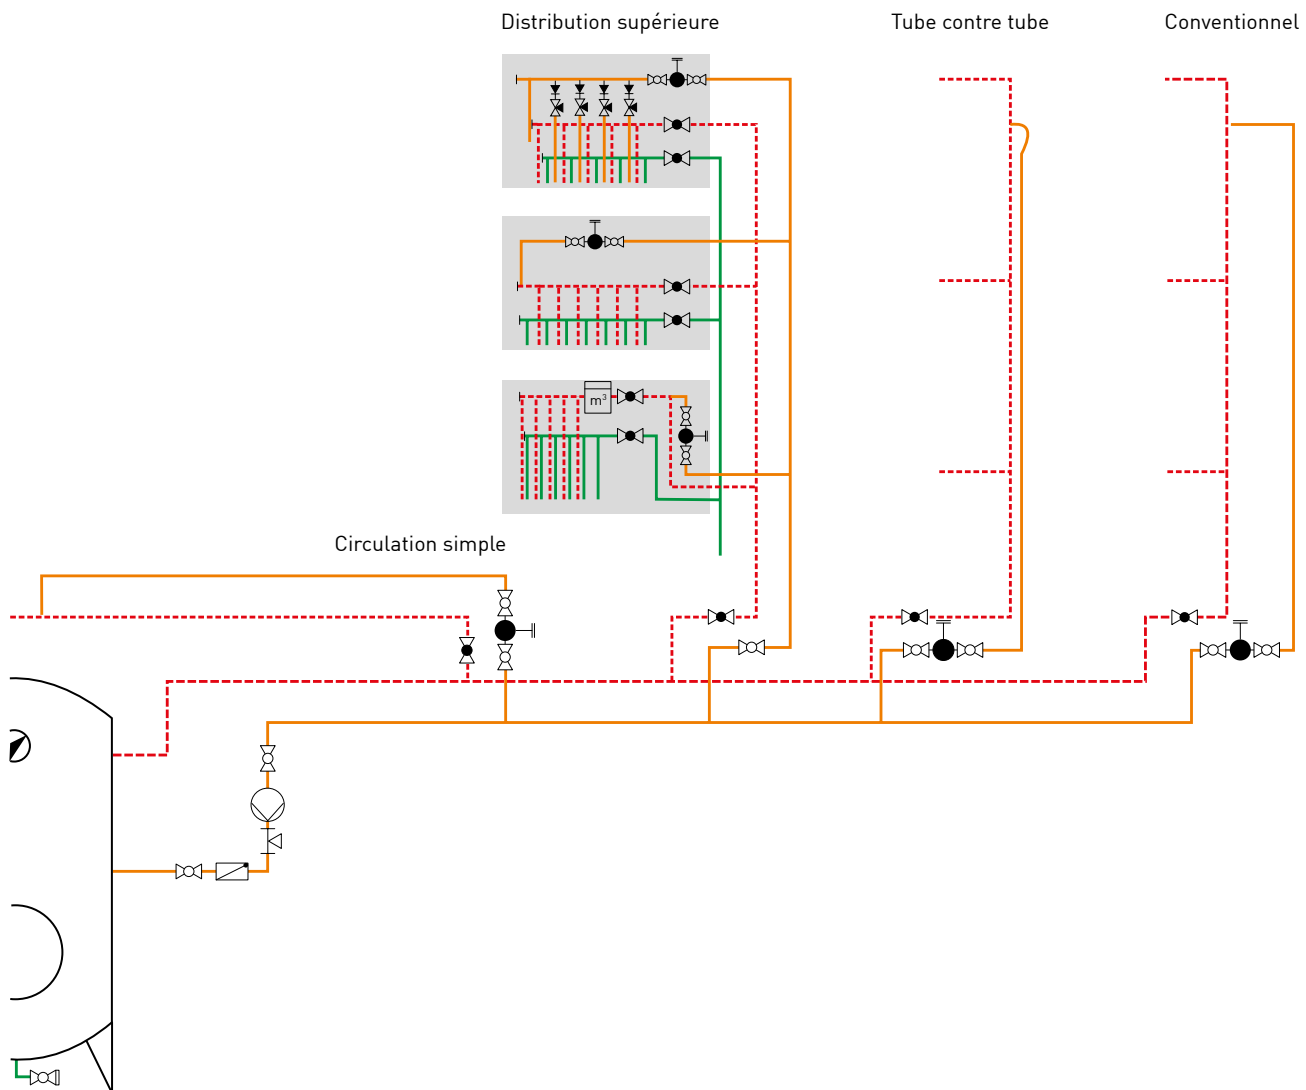 Distribution supérieure
Tube contre tube
Conventionnel
m³
Circulation simple